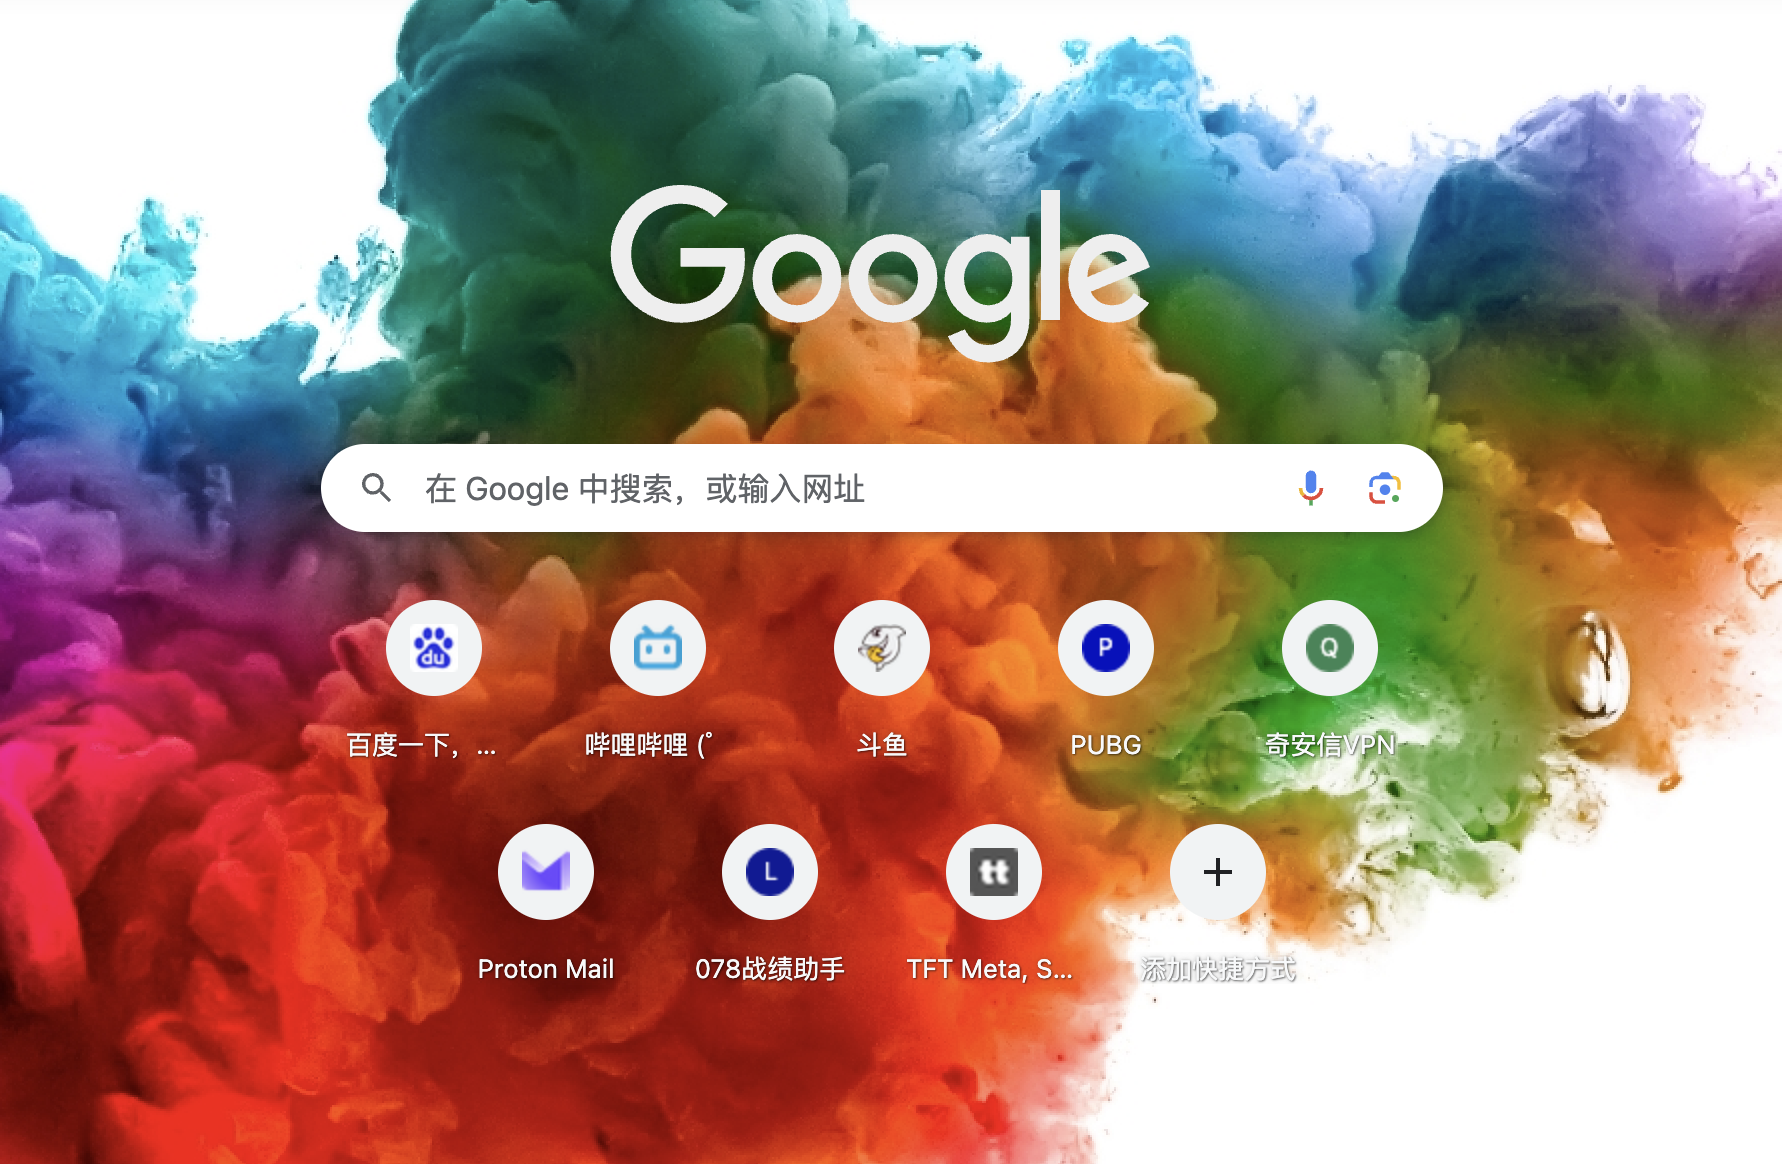 Google
在 Google 中搜索，或输入网址
du
P
Q
百度一下，...
哔哩哔哩 (゜
斗鱼
PUBG
奇安信VPN
L
tt
Proton Mail
078战绩助手
TFT Meta, S...
添加快捷方式